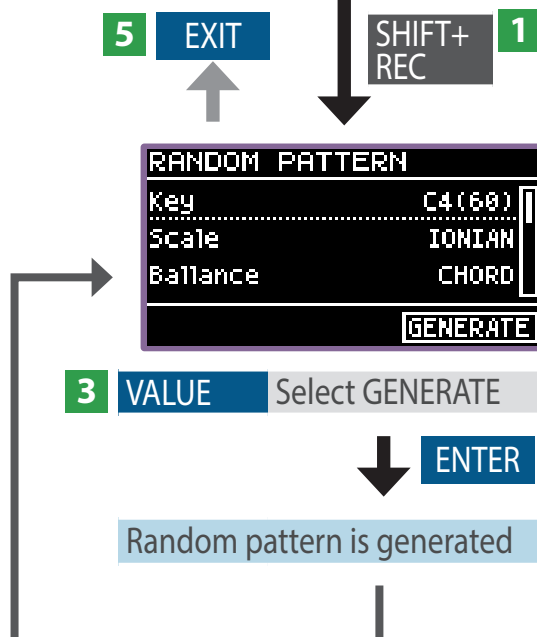 5 EXIT
SHIFT+ 1
REC
RANDOM PATTERN
Key C4(60)
Scale IONIAN
Ballance CHORD
GENERATE
3 VALUE Select GENERATE
ENTER
Random pattern is generated